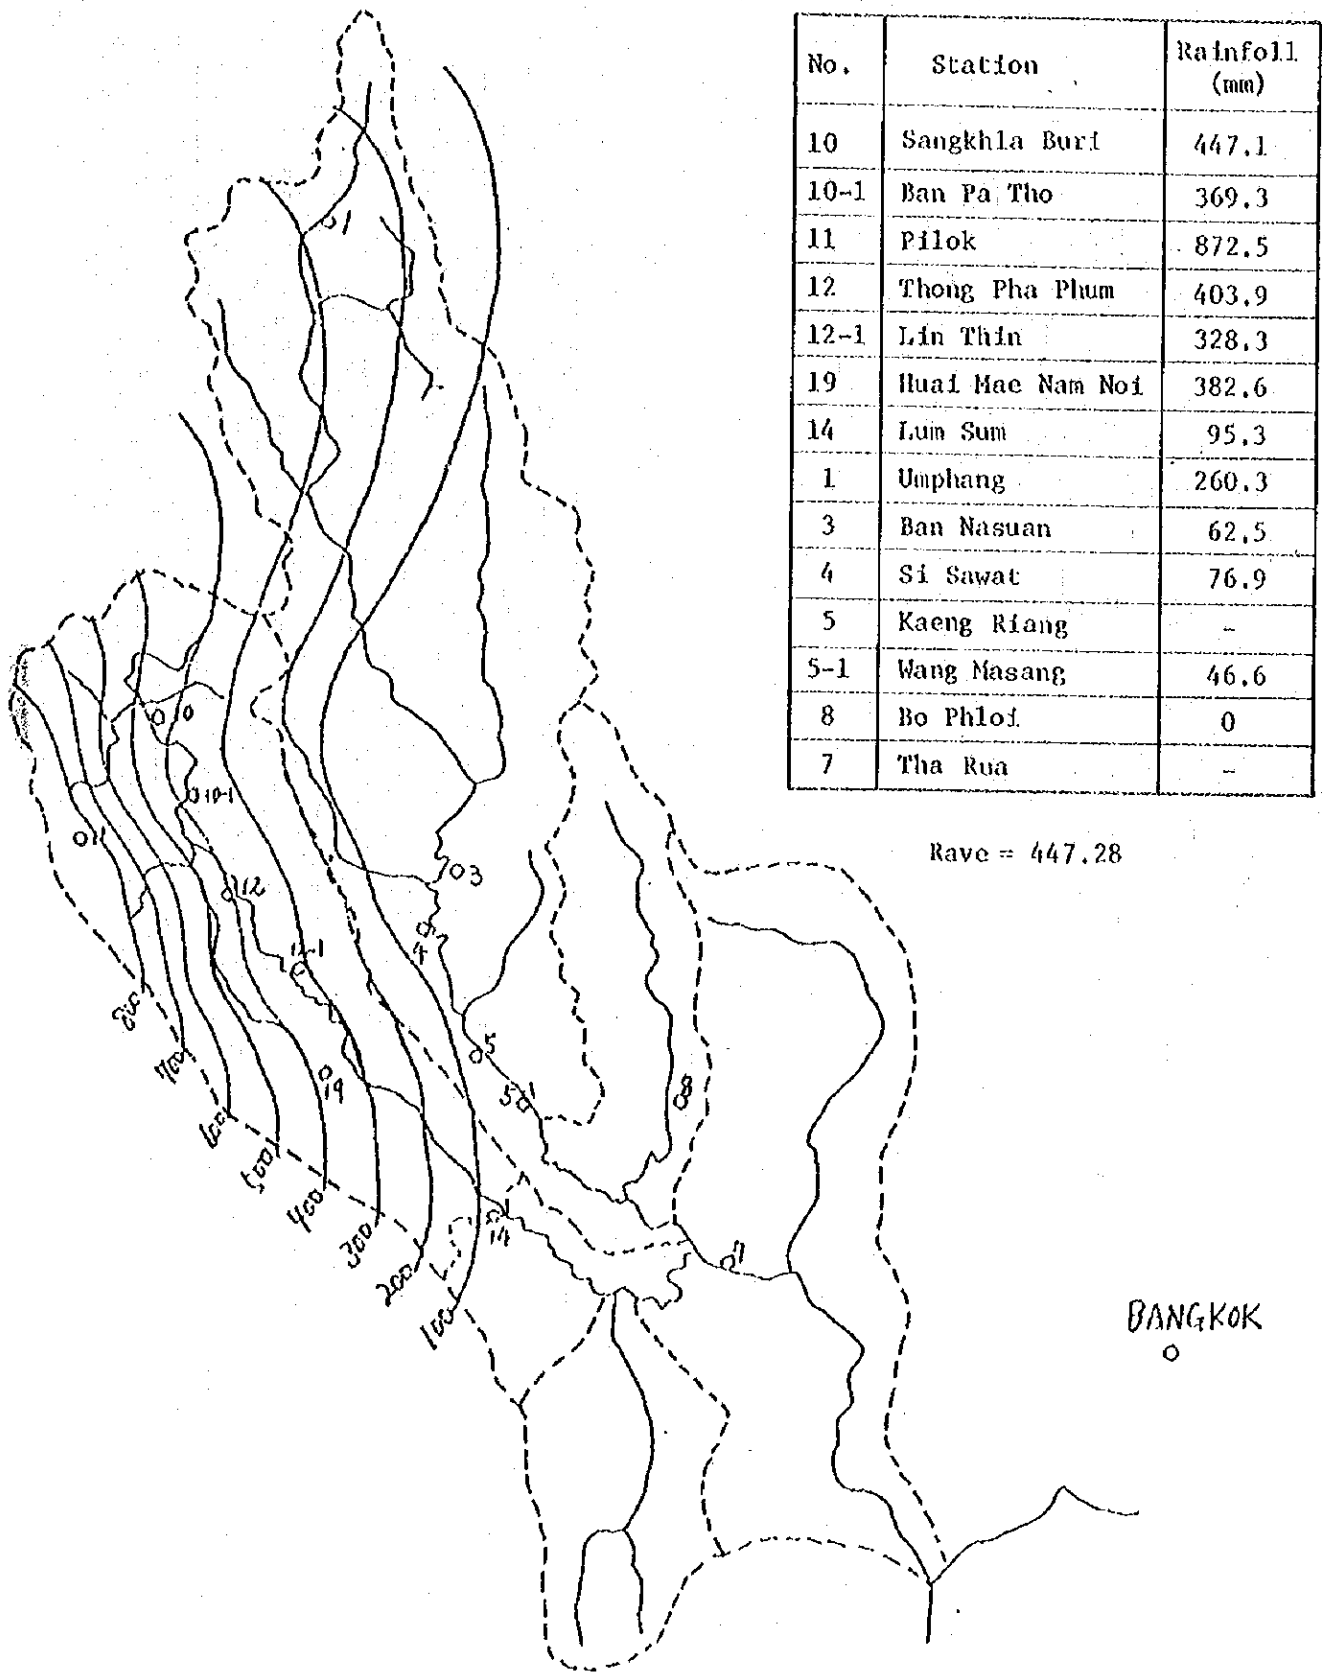 No. Station Rainfoll (mm)
10 Sangkhla Buri 447.1
10-1 Ban Pa Tho 369.3
11 Pilok 872.5
12 Thong Pha Phum 403.9
12-1 Lin Thin 328.3
19 Huai Mae Nam Noi 382.6
14 Lum Sum 95.3
1 Umphang 260.3
3 Ban Nasuan 62.5
4 Si Sawat 76.9
5 Kaeng Riang -
5-1 Wang Masang 46.6
8 Bo Phloi 0
7 Tha Rua -
Rave = 447.28
1
10
10-1
11
12
3
4
12-1
5
19
5-1
8
14
7
800
700
600
500
400
300
200
100
BANGKOK